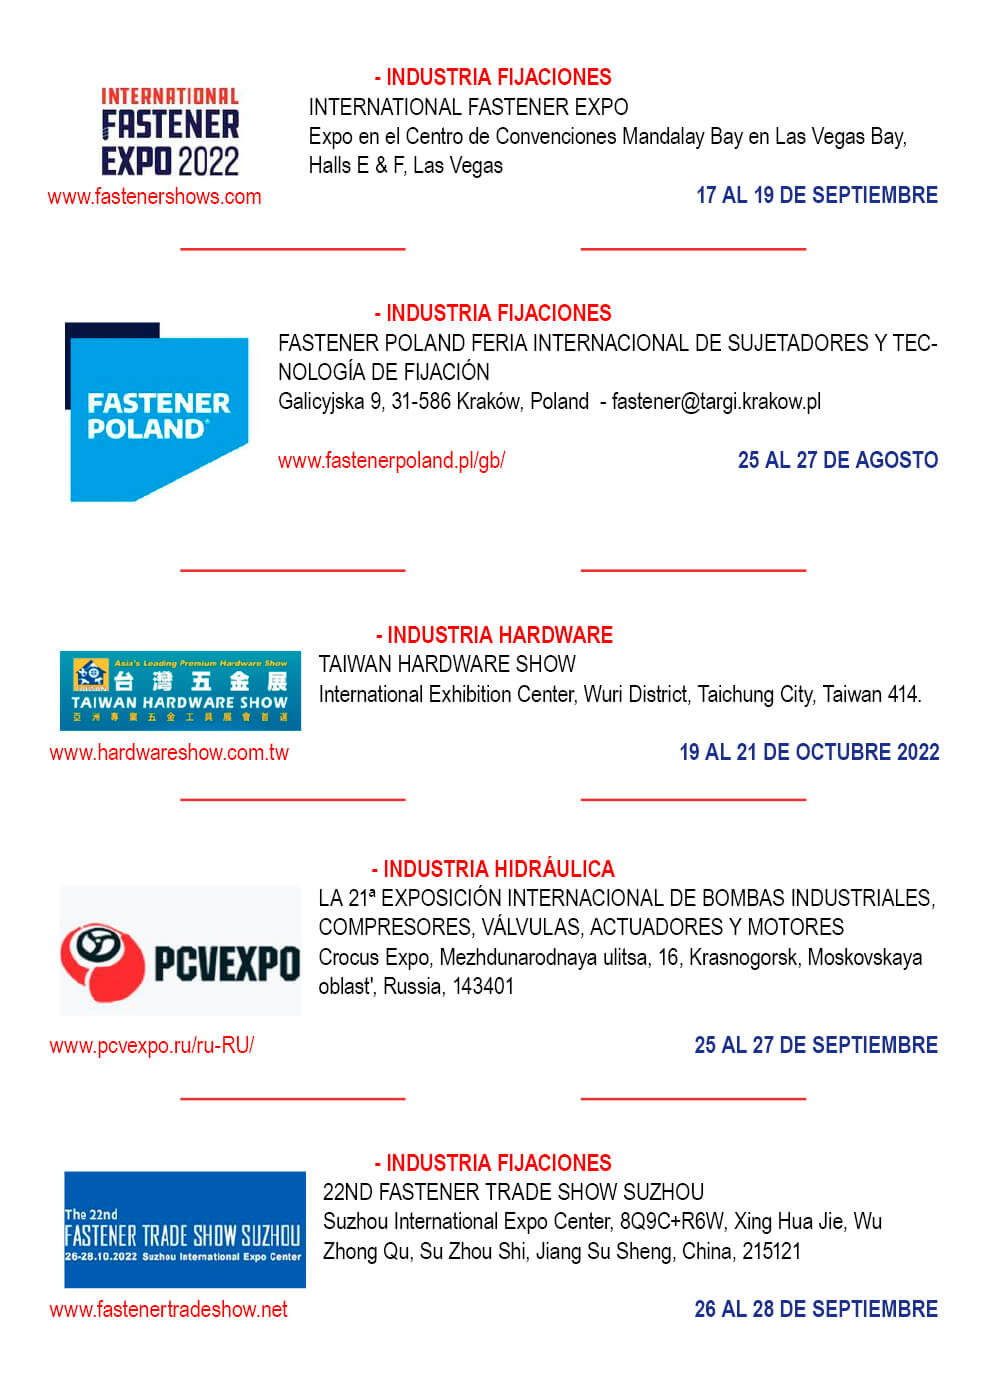 - INDUSTRIA FIJACIONES
INTERNATIONAL
FASTENER
EXPO 2022
INTERNATIONAL FASTENER EXPO
Expo en el Centro de Convenciones Mandalay Bay en Las Vegas Bay,
Halls E & F, Las Vegas
www.fastenershows.com
17 AL 19 DE SEPTIEMBRE
- INDUSTRIA FIJACIONES
FASTENER
POLAND®
FASTENER POLAND FERIA INTERNACIONAL DE SUJETADORES Y TEC-
NOLOGÍA DE FIJACIÓN
Galicyjska 9, 31-586 Kraków, Poland - fastener@targi.krakow.pl
www.fastenerpoland.pl/gb/
25 AL 27 DE AGOSTO
- INDUSTRIA HARDWARE
Asia's Leading Premium Hardware Show
台灣五金展
TAIWAN HARDWARE SHOW
亞洲專業五金工具展會首選
TAIWAN HARDWARE SHOW
International Exhibition Center, Wuri District, Taichung City, Taiwan 414.
www.hardwareshow.com.tw
19 AL 21 DE OCTUBRE 2022
- INDUSTRIA HIDRÁULICA
PCVEXPO
LA 21ª EXPOSICIÓN INTERNACIONAL DE BOMBAS INDUSTRIALES,
COMPRESORES, VÁLVULAS, ACTUADORES Y MOTORES
Crocus Expo, Mezhdunarodnaya ulitsa, 16, Krasnogorsk, Moskovskaya
oblast', Russia, 143401
www.pcvexpo.ru/ru-RU/
25 AL 27 DE SEPTIEMBRE
- INDUSTRIA FIJACIONES
The 22nd
FASTENER TRADE SHOW SUZHOU
26-28.10.2022 Suzhou International Expo Center
22ND FASTENER TRADE SHOW SUZHOU
Suzhou International Expo Center, 8Q9C+R6W, Xing Hua Jie, Wu
Zhong Qu, Su Zhou Shi, Jiang Su Sheng, China, 215121
www.fastenertradeshow.net
26 AL 28 DE SEPTIEMBRE